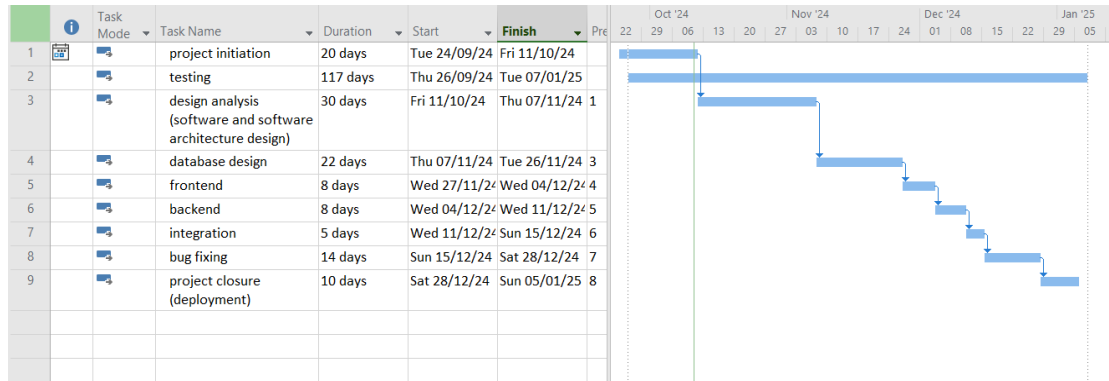 Task Mode Task Name Duration Start Finish Pre
1 project initiation 20 days Tue 24/09/24 Fri 11/10/24
2 testing 117 days Thu 26/09/24 Tue 07/01/25
3 design analysis (software and software architecture design) 30 days Fri 11/10/24 Thu 07/11/24 1
4 database design 22 days Thu 07/11/24 Tue 26/11/24 3
5 frontend 8 days Wed 27/11/24 Wed 04/12/24 4
6 backend 8 days Wed 04/12/24 Wed 11/12/24 5
7 integration 5 days Wed 11/12/24 Sun 15/12/24 6
8 bug fixing 14 days Sun 15/12/24 Sat 28/12/24 7
9 project closure (deployment) 10 days Sat 28/12/24 Sun 05/01/25 8
Oct '24 Nov '24 Dec '24 Jan '25
22 29 06 13 20 27 03 10 17 24 01 08 15 22 29 05